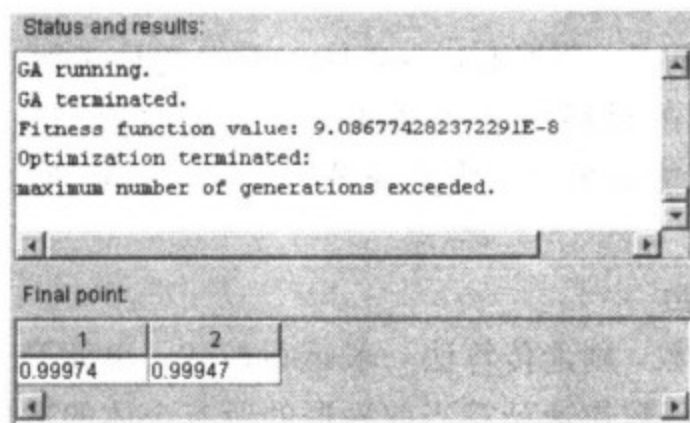 Status and results:
GA running.
GA terminated.
Fitness function value: 9.086774282372291E-8
Optimization terminated:
maximum number of generations exceeded.
Final point:
1 2
0.99974 0.99947